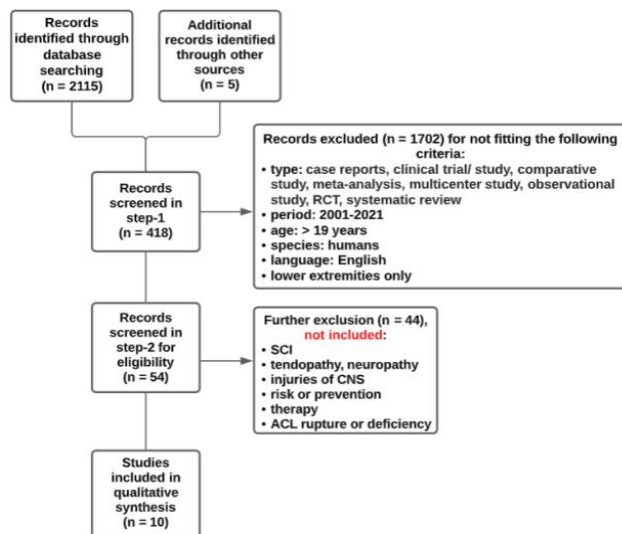 Records
identified through
database
searching
(n = 2115)
Additional
records identified
through other
sources
(n = 5)
Records excluded (n = 1702) for not fitting the following
criteria:
• type: case reports, clinical trial/ study, comparative
study, meta-analysis, multicenter study, observational
study, RCT, systematic review
• period: 2001-2021
• age: > 19 years
• species: humans
• language: English
• lower extremities only
Records
screened in
step-1
(n = 418)
Records
screened in
step-2 for
eligibility
(n = 54)
Further exclusion (n = 44),
not included:
• SCI
• tendopathy, neuropathy
• injuries of CNS
• risk or prevention
• therapy
• ACL rupture or deficiency
Studies
included in
qualitative
synthesis
(n = 10)